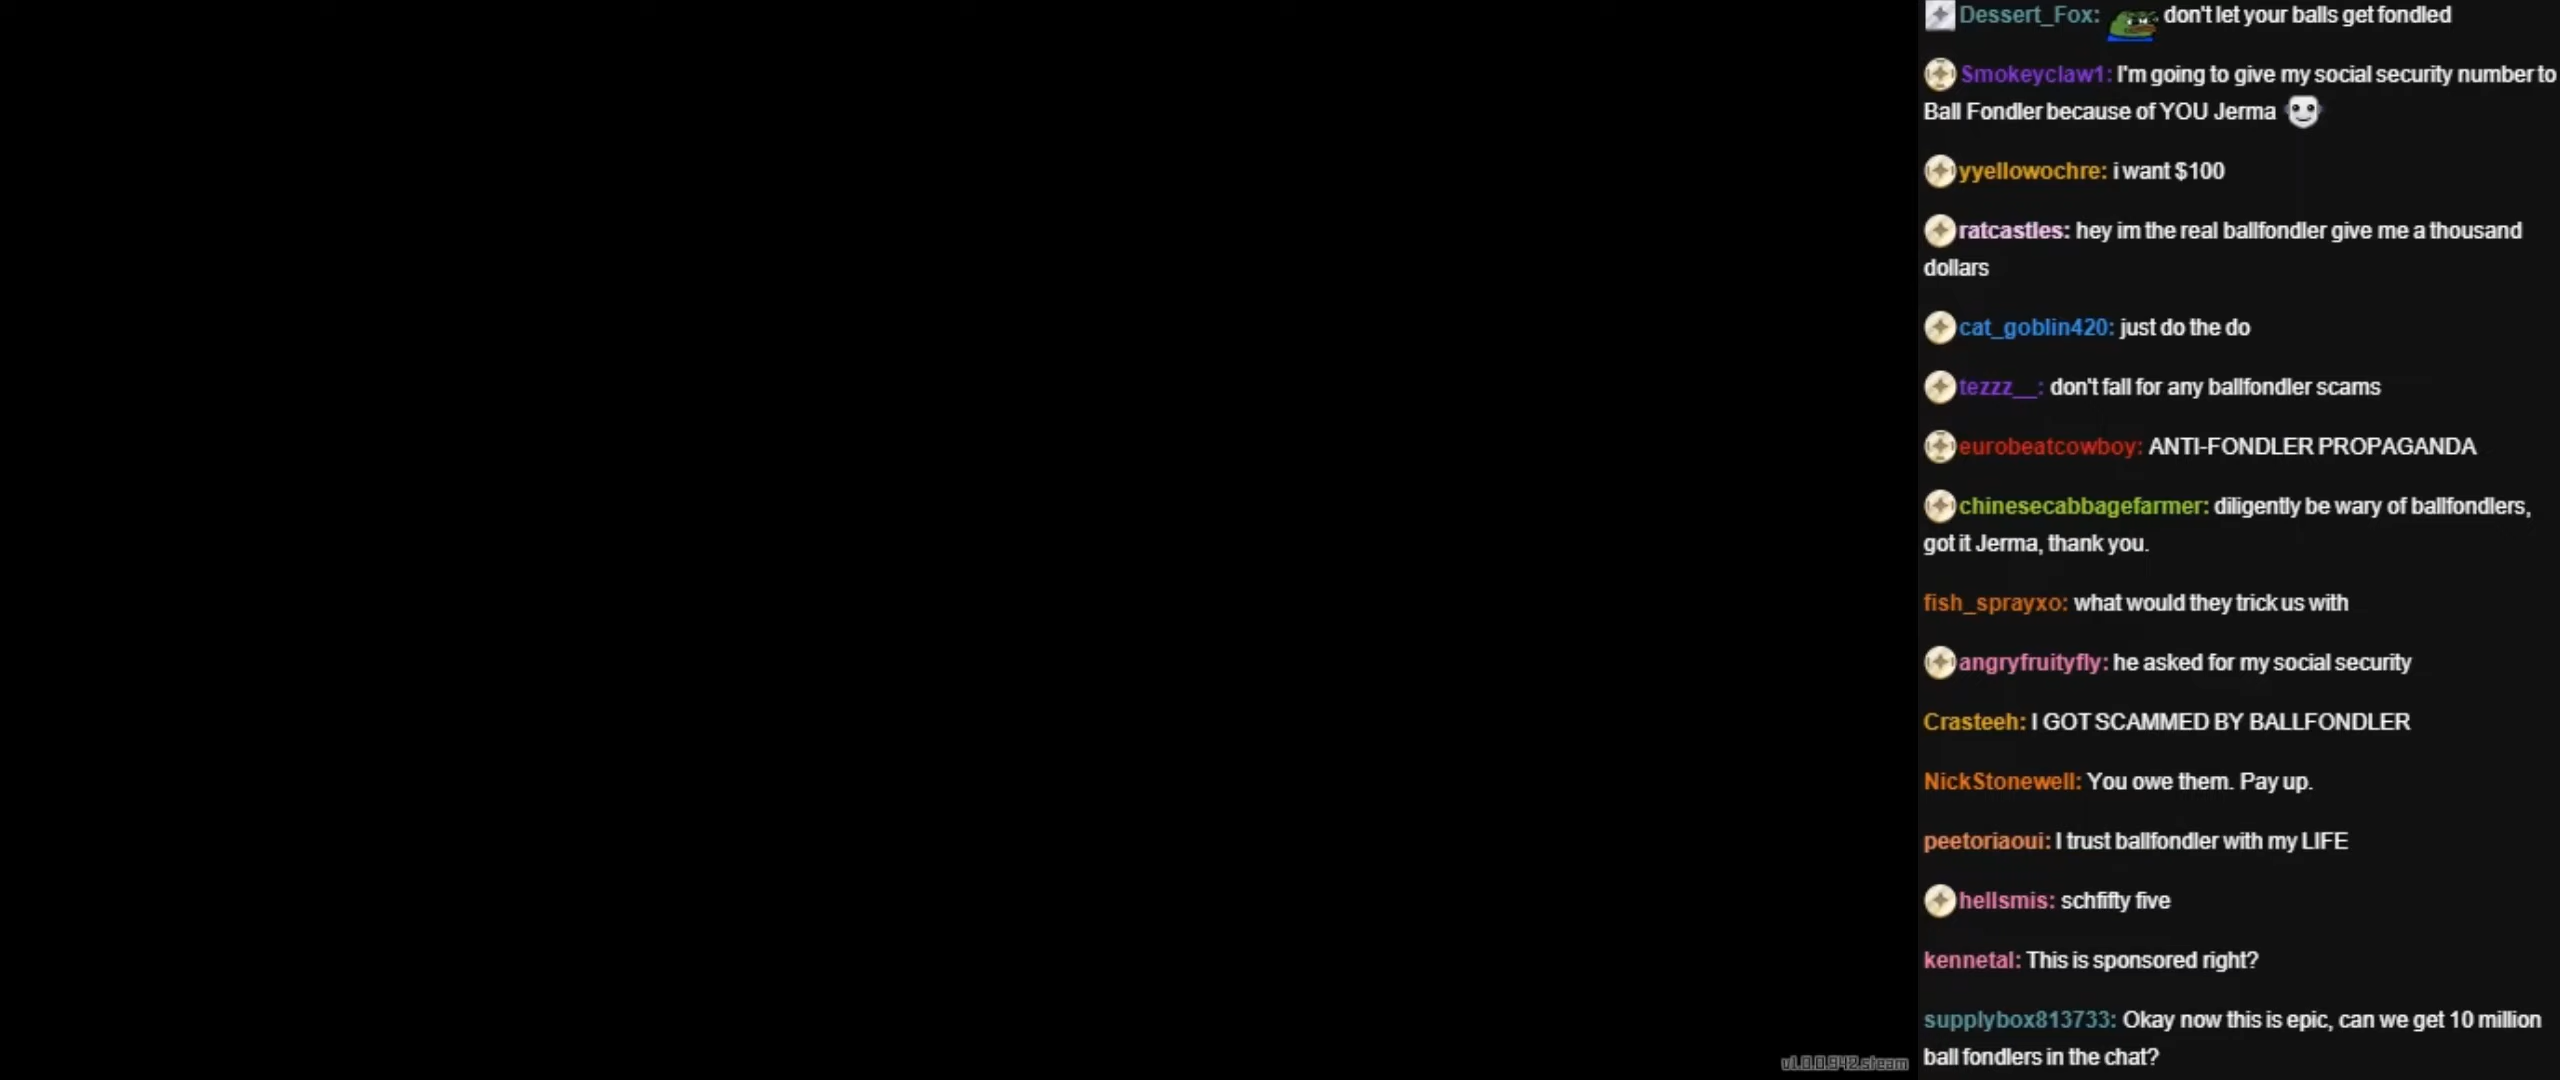 Dessert_Fox: don't let your balls get fondled
Smokeyclaw1: I'm going to give my social security number to
Ball Fondler because of YOU Jerma
yyellowochre: i want $100
ratcastles: hey im the real ballfondler give me a thousand
dollars
cat_goblin420: just do the do
tezzz__: don't fall for any ballfondler scams
eurobeatcowboy: ANTI-FONDLER PROPAGANDA
chinesecabbagefarmer: diligently be wary of ballfondlers,
got it Jerma, thank you.
fish_sprayxo: what would they trick us with
angryfruityfly: he asked for my social security
Crasteeh: I GOT SCAMMED BY BALLFONDLER
NickStonewell: You owe them. Pay up.
peetoriaoui: I trust ballfondler with my LIFE
hellsmis: schfifty five
kennetal: This is sponsored right?
supplybox813733: Okay now this is epic, can we get 10 million
ball fondlers in the chat?
v1.0.0.942.steam